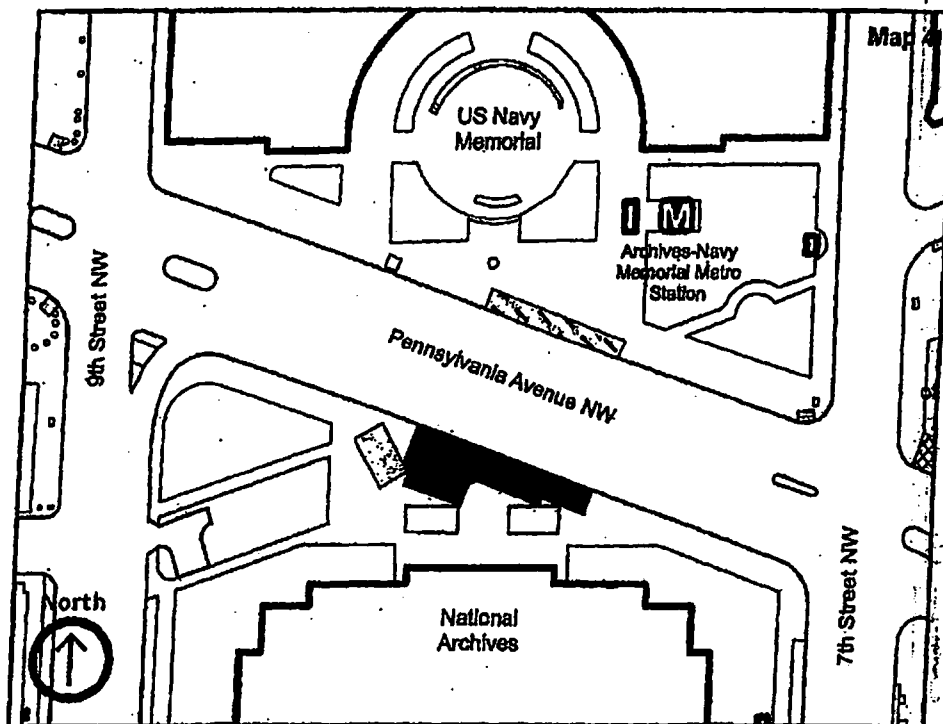 Map 4
US Navy
Memorial
M
Archives-Navy
Memorial Metro
Station
9th Street NW
Pennsylvania Avenue NW
7th Street NW
North
National
Archives